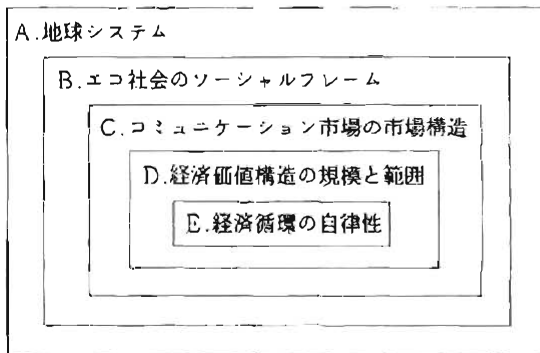 A.地球システム
B.エコ社会のソーシャルフレーム
C.コミュニケーション市場の市場構造
D.経済価値構造の規模と範囲
E.経済循環の自律性